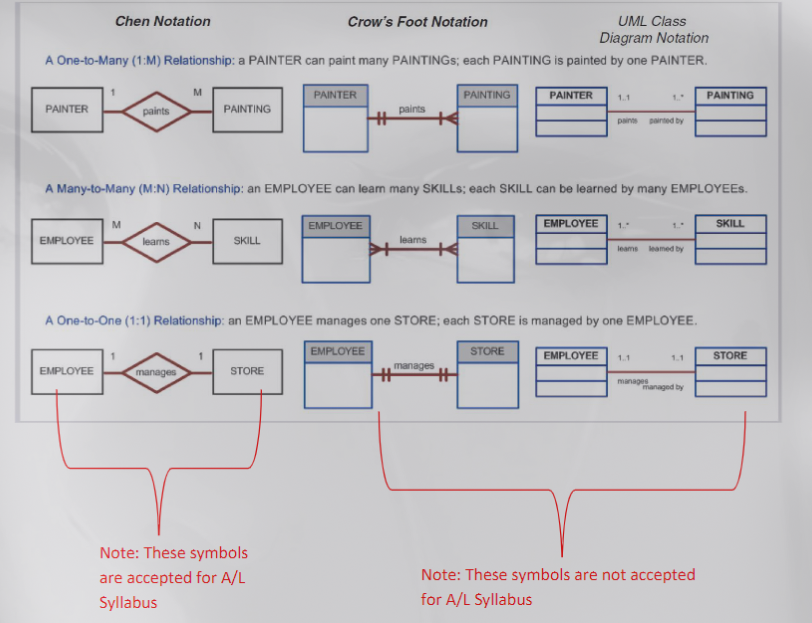 Chen Notation
Crow's Foot Notation
UML Class
Diagram Notation
A One-to-Many (1:M) Relationship: a PAINTER can paint many PAINTINGs; each PAINTING is painted by one PAINTER.
PAINTER
1
paints
M
PAINTING
PAINTER
paints
PAINTING
PAINTER
1..1
1..*
paints
painted by
PAINTING
A Many-to-Many (M:N) Relationship: an EMPLOYEE can learn many SKILLs; each SKILL can be learned by many EMPLOYEEs.
EMPLOYEE
M
learns
N
SKILL
EMPLOYEE
learns
SKILL
EMPLOYEE
1..*
1..*
learns
learned by
SKILL
A One-to-One (1:1) Relationship: an EMPLOYEE manages one STORE; each STORE is managed by one EMPLOYEE.
EMPLOYEE
1
manages
1
STORE
EMPLOYEE
manages
STORE
EMPLOYEE
1..1
1..1
manages
managed by
STORE
Note: These symbols
are accepted for A/L
Syllabus
Note: These symbols are not accepted
for A/L Syllabus